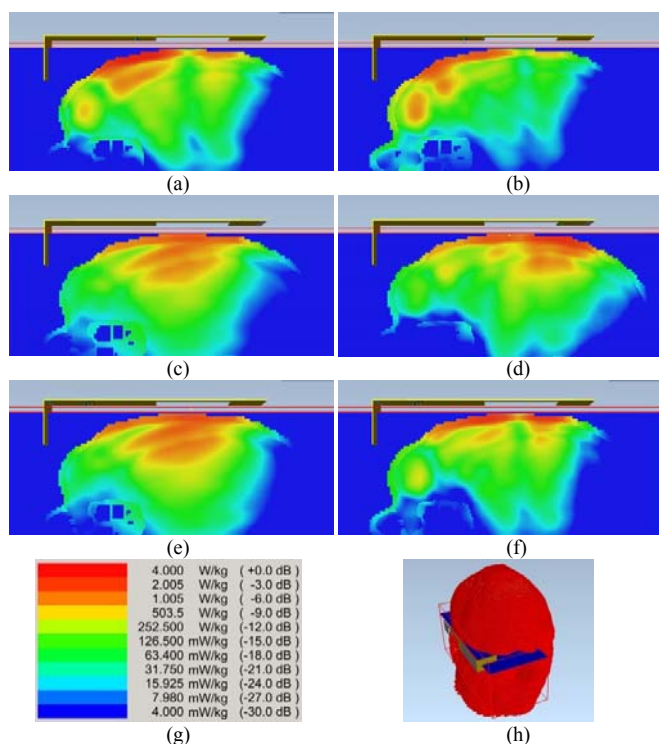 (a) (b)
(c) (d)
(e) (f)
4.000 W/kg (+0.0 dB)
2.005 W/kg (-3.0 dB)
1.005 W/kg (-6.0 dB)
503.5 W/kg (-9.0 dB)
252.500 W/kg (-12.0 dB)
126.500 mW/kg (-15.0 dB)
63.400 mW/kg (-18.0 dB)
31.750 mW/kg (-21.0 dB)
15.925 mW/kg (-24.0 dB)
7.980 mW/kg (-27.0 dB)
4.000 mW/kg (-30.0 dB)
(g) (h)